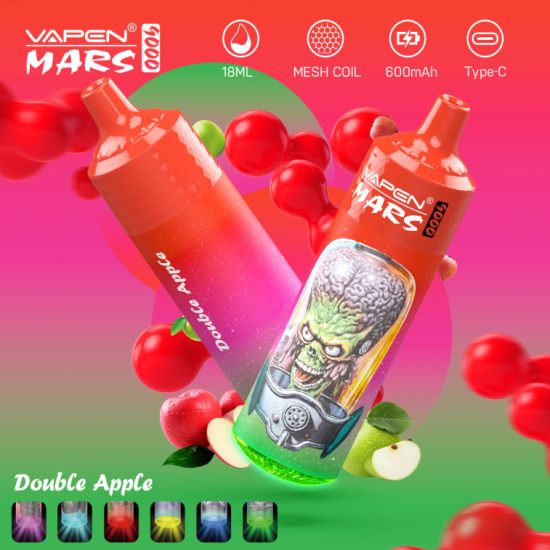 VAPEN®
MARS 9000
18ML
MESH COIL
600mAh
Type-C
VAPEN®
MARS 9000
Double Apple
Double Apple